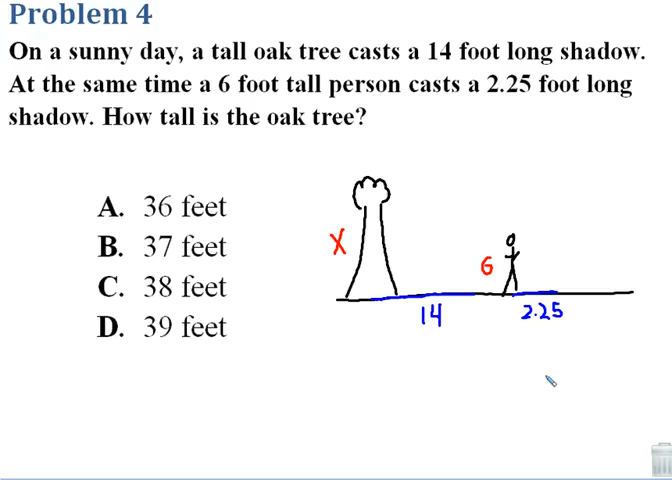 Problem 4
On a sunny day, a tall oak tree casts a 14 foot long shadow.
At the same time a 6 foot tall person casts a 2.25 foot long
shadow. How tall is the oak tree?
A. 36 feet
B. 37 feet
C. 38 feet
D. 39 feet
X
6
14
2.25